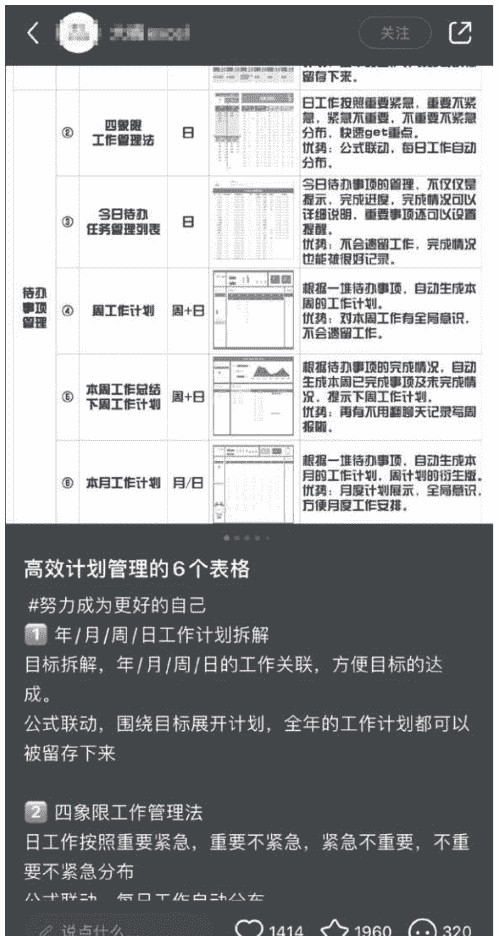 关注
留存下来。
待办
事项
管理
②
四象限
工作管理法
日
日工作按照重要紧急，重要不紧
急，紧急不重要，不重要不紧急
分布，快速get重点。
优势：公式联动，每日工作自动
分布。
③
今日待办
任务管理列表
日
今日待办事项的管理，不仅仅是
提示，完成进度，完成情况可以
详细说明，重要事项还可以设置
提醒。
优势：不会遗留工作，完成情况
也能被很好记录。
④
周工作计划
周+日
根据一堆待办事项，自动生成本
周的工作计划。
优势：对本周工作有全局意识，
不会遗留工作。
⑤
本周工作总结
下周工作计划
周+日
根据待办事项的完成情况，自动
生成本周已完成事项及未完成情
况，提示下周工作计划。
优势：再有不用翻聊天记录写周
报啦。
⑥
本月工作计划
月/日
根据一堆待办事项，自动生成本
月的工作计划，周计划的衍生版。
优势：月度计划展示，全局意识，
方便月度工作安排。
高效计划管理的6个表格
#努力成为更好的自己
1 年/月/周/日工作计划拆解
目标拆解，年/月/周/日的工作关联，方便目标的达
成。
公式联动，围绕目标展开计划，全年的工作计划都可以
被留存下来
2 四象限工作管理法
日工作按照重要紧急，重要不紧急，紧急不重要，不重
要不紧急分布
公式联动，每日工作自动分布
说点什么...
1414
1960
320